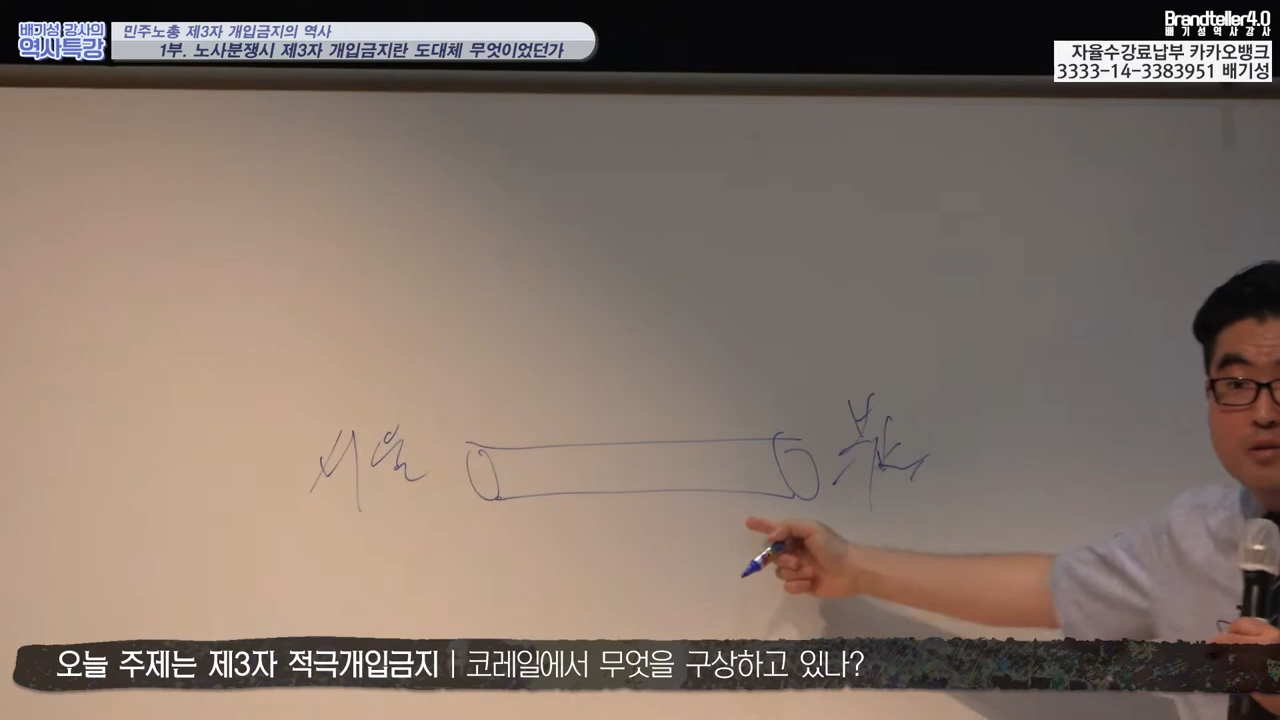 배기성 강사의
역사특강
민주노총 제3자 개입금지의 역사
1부. 노사분쟁시 제3자 개입금지란 도대체 무엇이었던가
Brandteller4.0
배기성역사강사
자율수강료납부 카카오뱅크
3333-14-3383951 배기성
서울
부산
오늘 주제는 제3자 적극개입금지 | 코레일에서 무엇을 구상하고 있나?